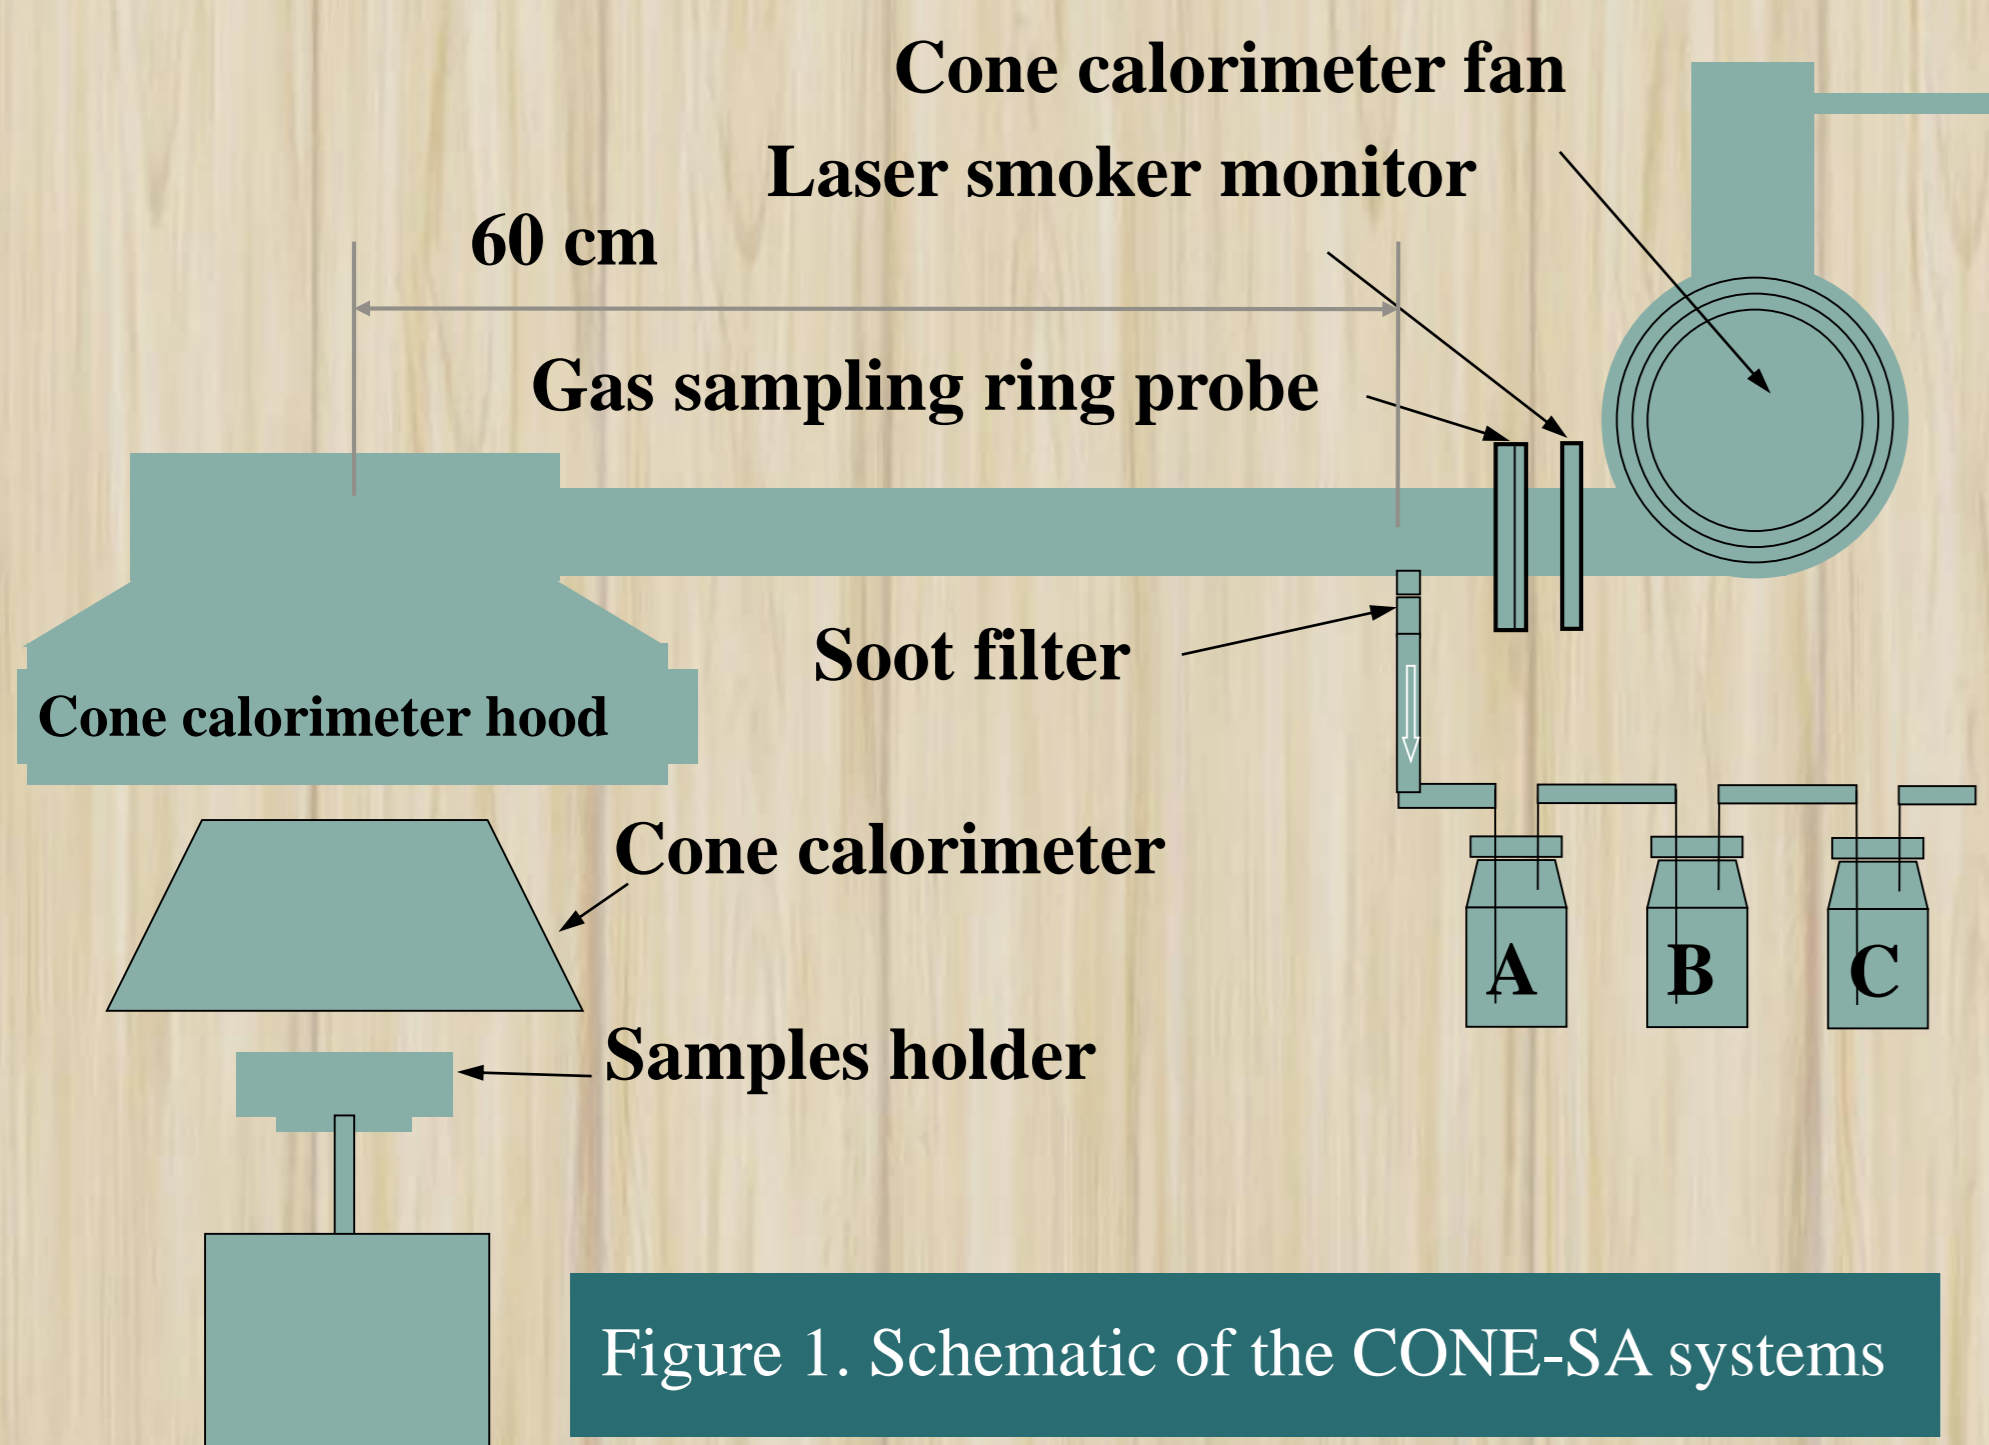 Cone calorimeter fan
Laser smoker monitor
60 cm
Gas sampling ring probe
Soot filter
Cone calorimeter hood
Cone calorimeter
A B C
Samples holder
Figure 1. Schematic of the CONE-SA systems